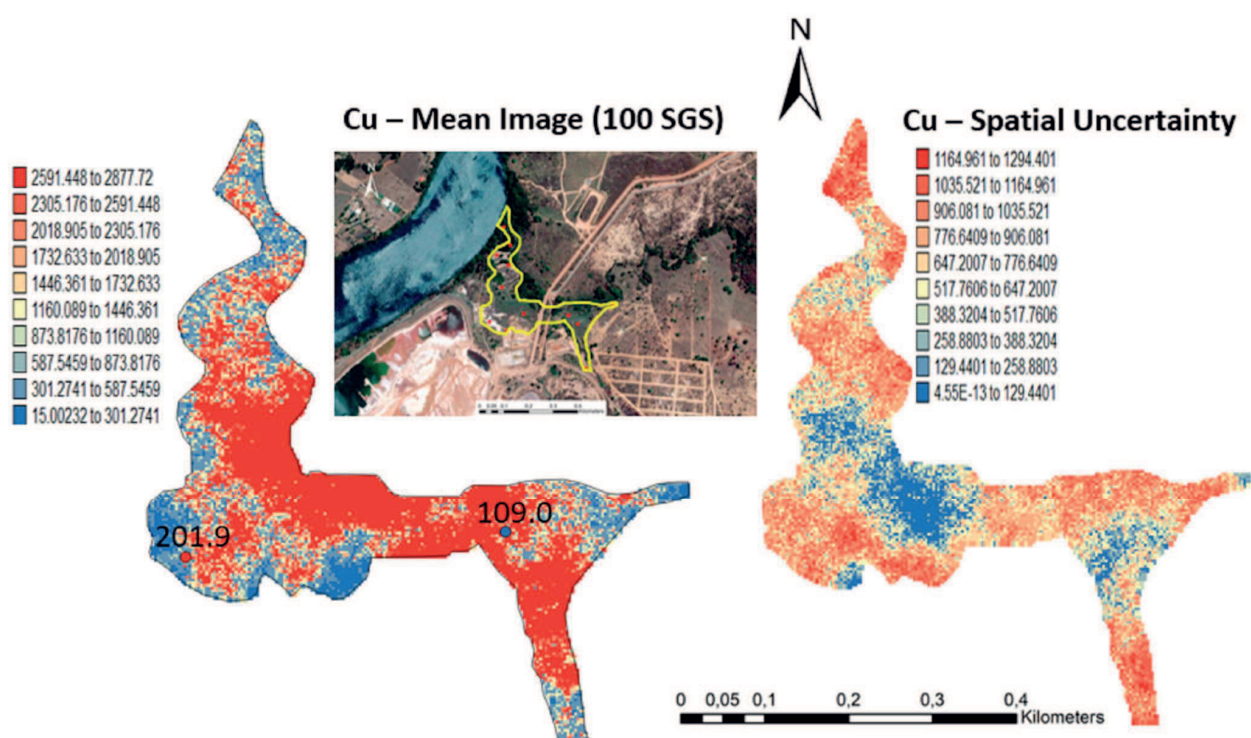 N
Cu – Mean Image (100 SGS)
Cu – Spatial Uncertainty
2591.448 to 2877.72
2305.176 to 2591.448
2018.905 to 2305.176
1732.633 to 2018.905
1446.361 to 1732.633
1160.089 to 1446.361
873.8176 to 1160.089
587.5459 to 873.8176
301.2741 to 587.5459
15.00232 to 301.2741
1164.961 to 1294.401
1035.521 to 1164.961
906.081 to 1035.521
776.6409 to 906.081
647.2007 to 776.6409
517.7606 to 647.2007
388.3204 to 517.7606
258.8803 to 388.3204
129.4401 to 258.8803
4.55E-13 to 129.4401
201.9
109.0
0 0,05 0,1 0,2 0,3 0,4
Kilometers